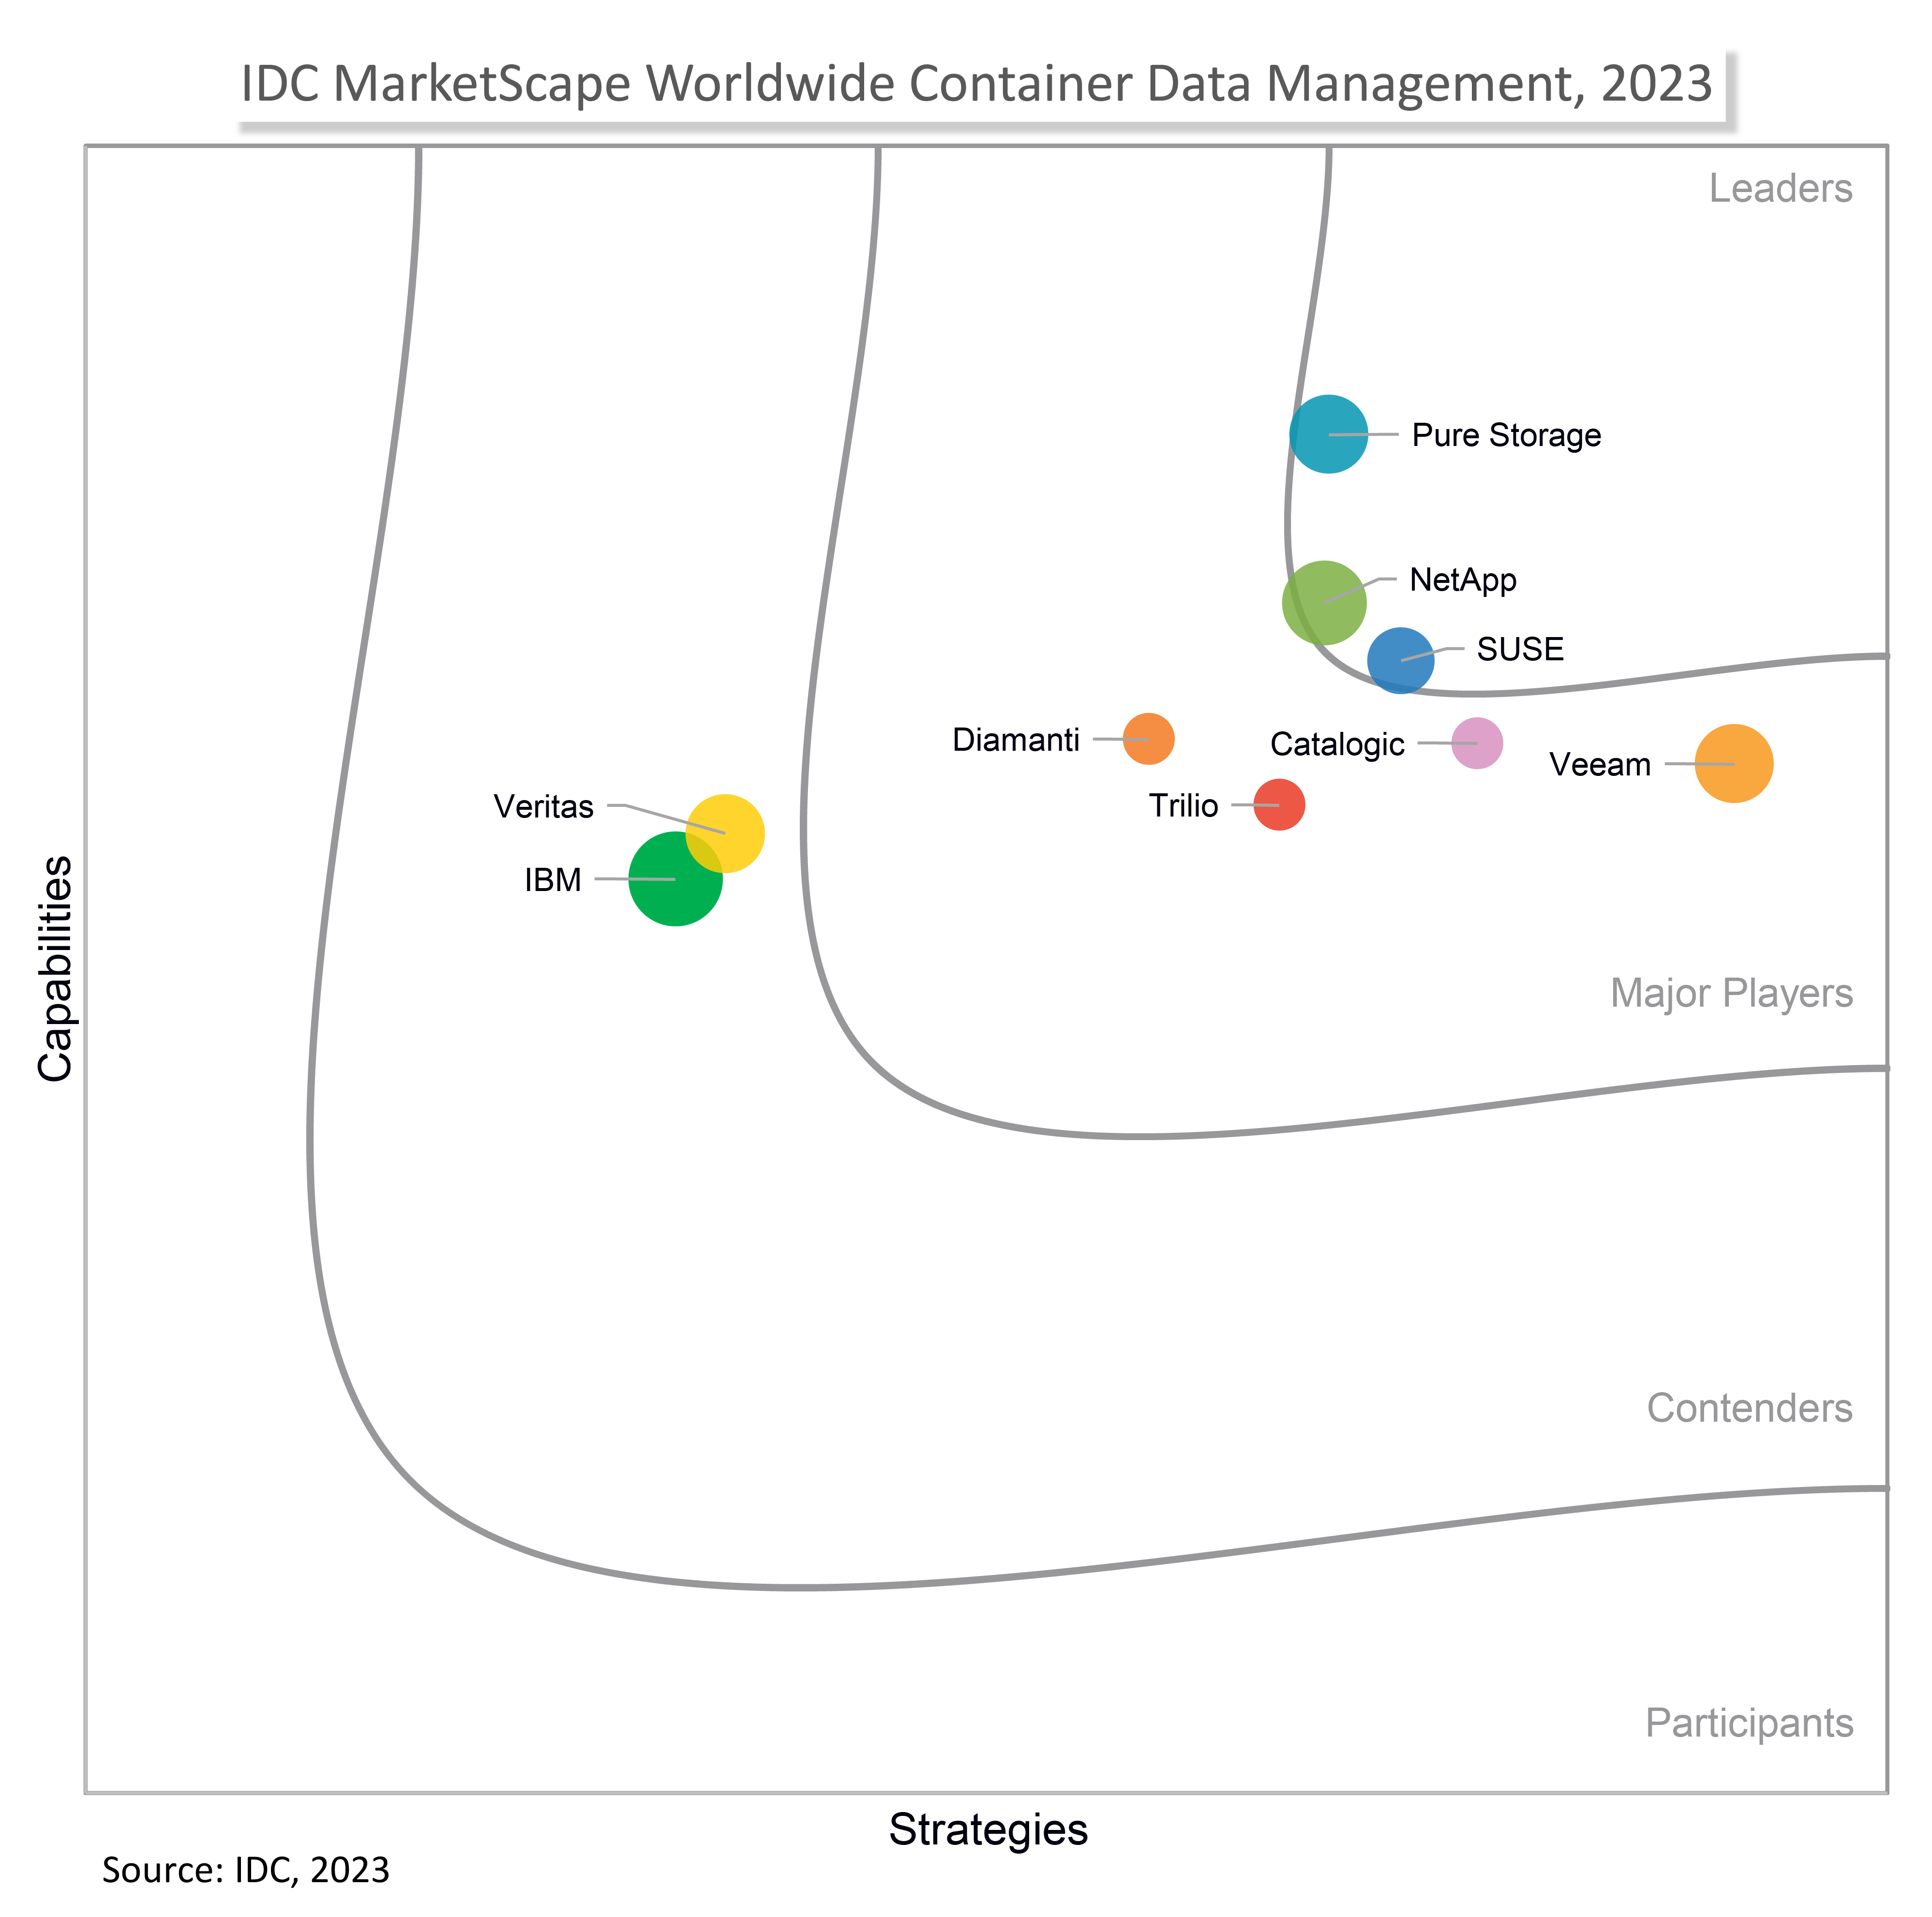 IDC MarketScape Worldwide Container Data Management, 2023
Leaders
Pure Storage
NetApp
SUSE
Diamanti
Catalogic
Veeam
Trilio
Veritas
IBM
Major Players
Capabilities
Contenders
Participants
Strategies
Source: IDC, 2023